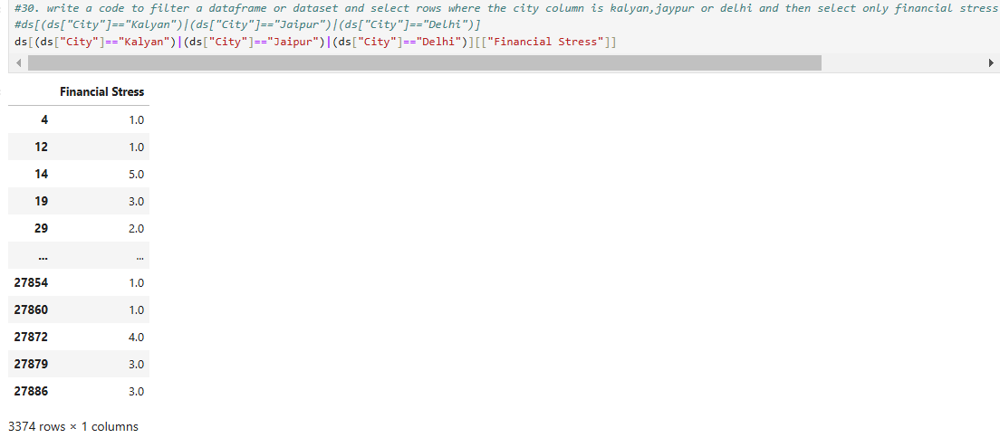 #30. write a code to filter a dataframe or dataset and select rows where the city column is kalyan,jaypur or delhi and then select only financial stress
#ds[(ds["City"]=="Kalyan")|(ds["City"]=="Jaipur")|(ds["City"]=="Delhi")]
ds[(ds["City"]=="Kalyan")|(ds["City"]=="Jaipur")|(ds["City"]=="Delhi")][["Financial Stress"]]
Financial Stress
4 1.0
12 1.0
14 5.0
19 3.0
29 2.0
... ...
27854 1.0
27860 1.0
27872 4.0
27879 3.0
27886 3.0
3374 rows × 1 columns